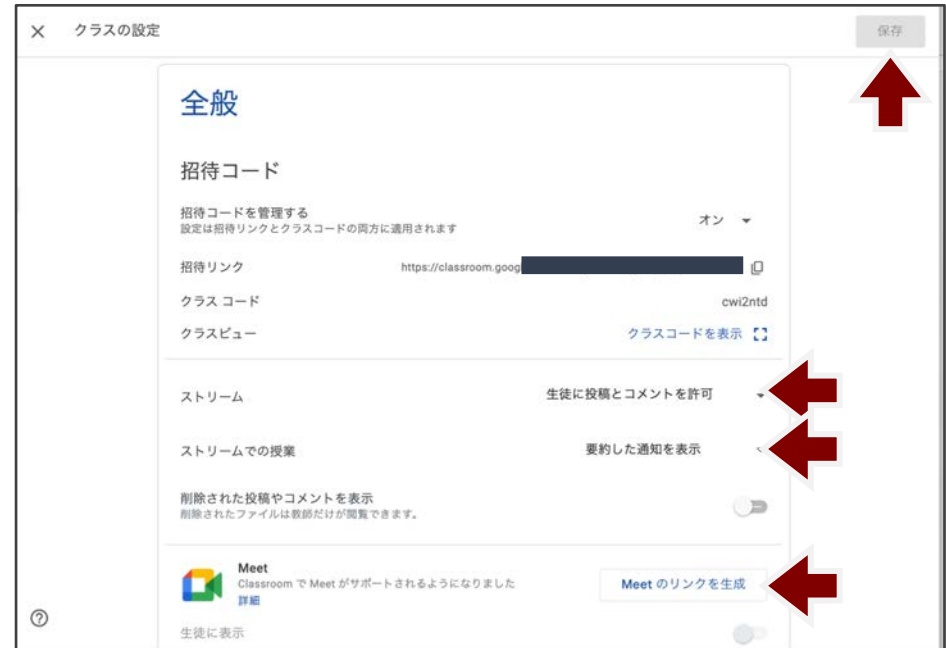 クラスの設定
保存
全般
招待コード
招待コードを管理する
設定は招待リンクとクラスコードの両方に適用されます
オン
招待リンク https://classroom.goog
クラス コード cwi2ntd
クラスビュー クラスコードを表示
ストリーム 生徒に投稿とコメントを許可
ストリームでの授業 要約した通知を表示
削除された投稿やコメントを表示
削除されたファイルは教師だけが閲覧できます。
Meet
Classroom で Meet がサポートされるようになりました
詳細
Meet のリンクを生成
生徒に表示